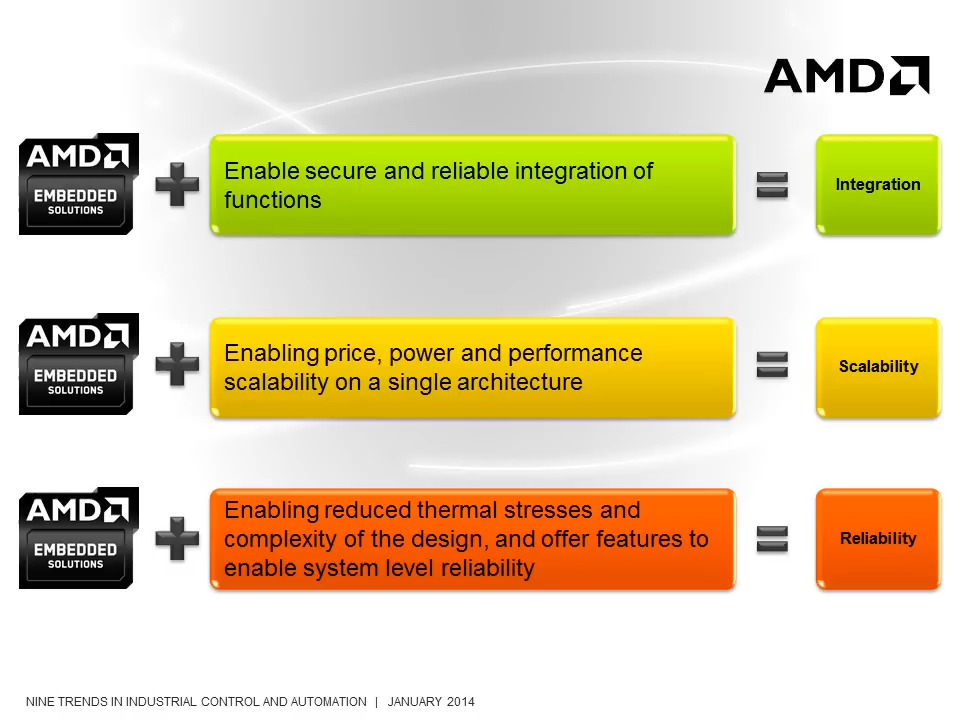 AMD
AMD
EMBEDDED
SOLUTIONS
Enable secure and reliable integration of
functions
Integration
AMD
EMBEDDED
SOLUTIONS
Enabling price, power and performance
scalability on a single architecture
Scalability
AMD
EMBEDDED
SOLUTIONS
Enabling reduced thermal stresses and
complexity of the design, and offer features to
enable system level reliability
Reliability
NINE TRENDS IN INDUSTRIAL CONTROL AND AUTOMATION | JANUARY 2014